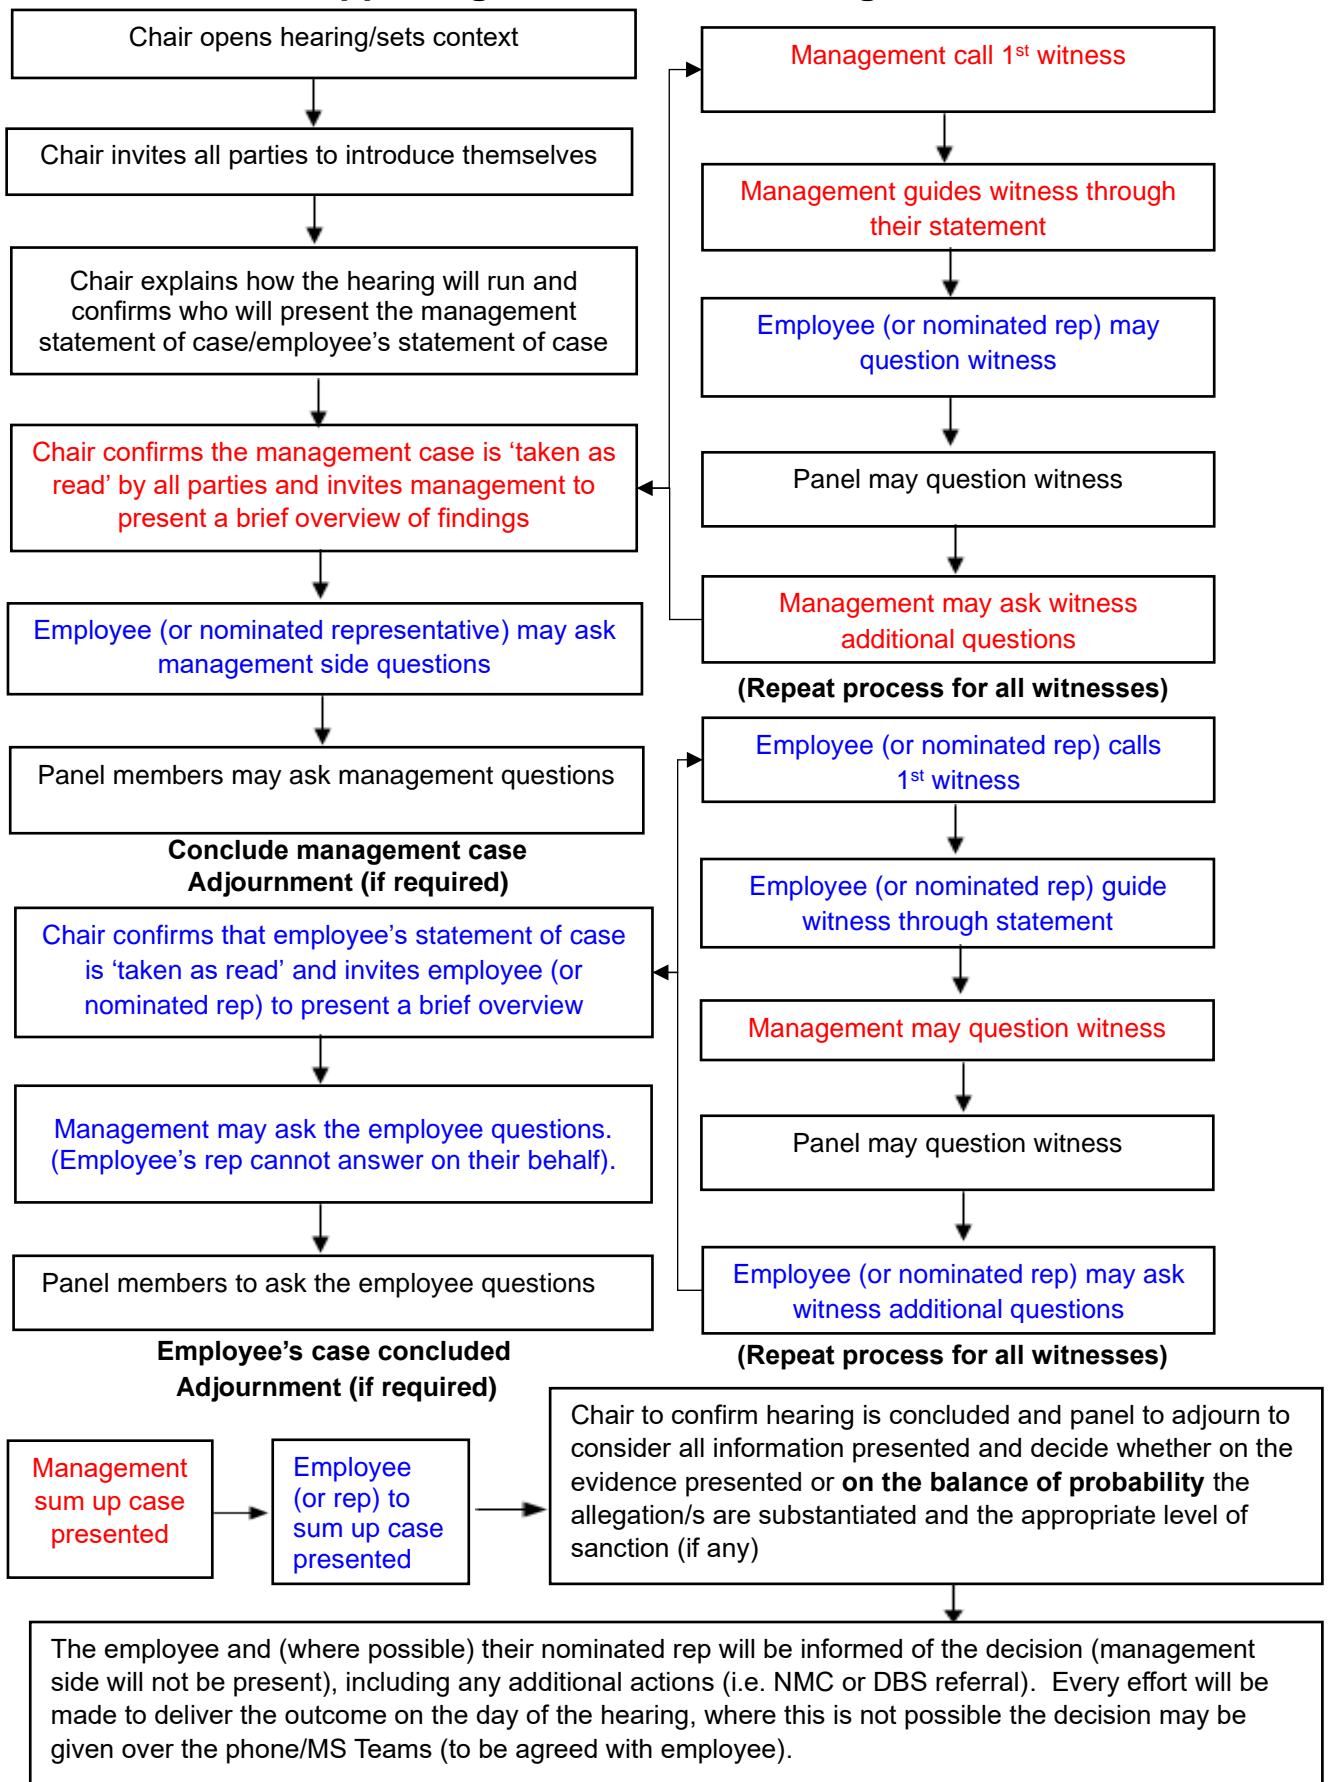 Chair opens hearing/sets context
Chair invites all parties to introduce themselves
Chair explains how the hearing will run and
confirms who will present the management
statement of case/employee’s statement of case
Chair confirms the management case is ‘taken as
read’ by all parties and invites management to
present a brief overview of findings
Employee (or nominated representative) may ask
management side questions
Panel members may ask management questions
Conclude management case
Adjournment (if required)
Management call 1st witness
Management guides witness through
their statement
Employee (or nominated rep) may
question witness
Panel may question witness
Management may ask witness
additional questions
(Repeat process for all witnesses)
Chair confirms that employee’s statement of case
is ‘taken as read’ and invites employee (or
nominated rep) to present a brief overview
Management may ask the employee questions.
(Employee’s rep cannot answer on their behalf).
Panel members to ask the employee questions
Employee’s case concluded
Adjournment (if required)
Employee (or nominated rep) calls
1st witness
Employee (or nominated rep) guide
witness through statement
Management may question witness
Panel may question witness
Employee (or nominated rep) may ask
witness additional questions
(Repeat process for all witnesses)
Management
sum up case
presented
Employee
(or rep) to
sum up case
presented
Chair to confirm hearing is concluded and panel to adjourn to
consider all information presented and decide whether on the
evidence presented or on the balance of probability the
allegation/s are substantiated and the appropriate level of
sanction (if any)
The employee and (where possible) their nominated rep will be informed of the decision (management
side will not be present), including any additional actions (i.e. NMC or DBS referral).  Every effort will be
made to deliver the outcome on the day of the hearing, where this is not possible the decision may be
given over the phone/MS Teams (to be agreed with employee).